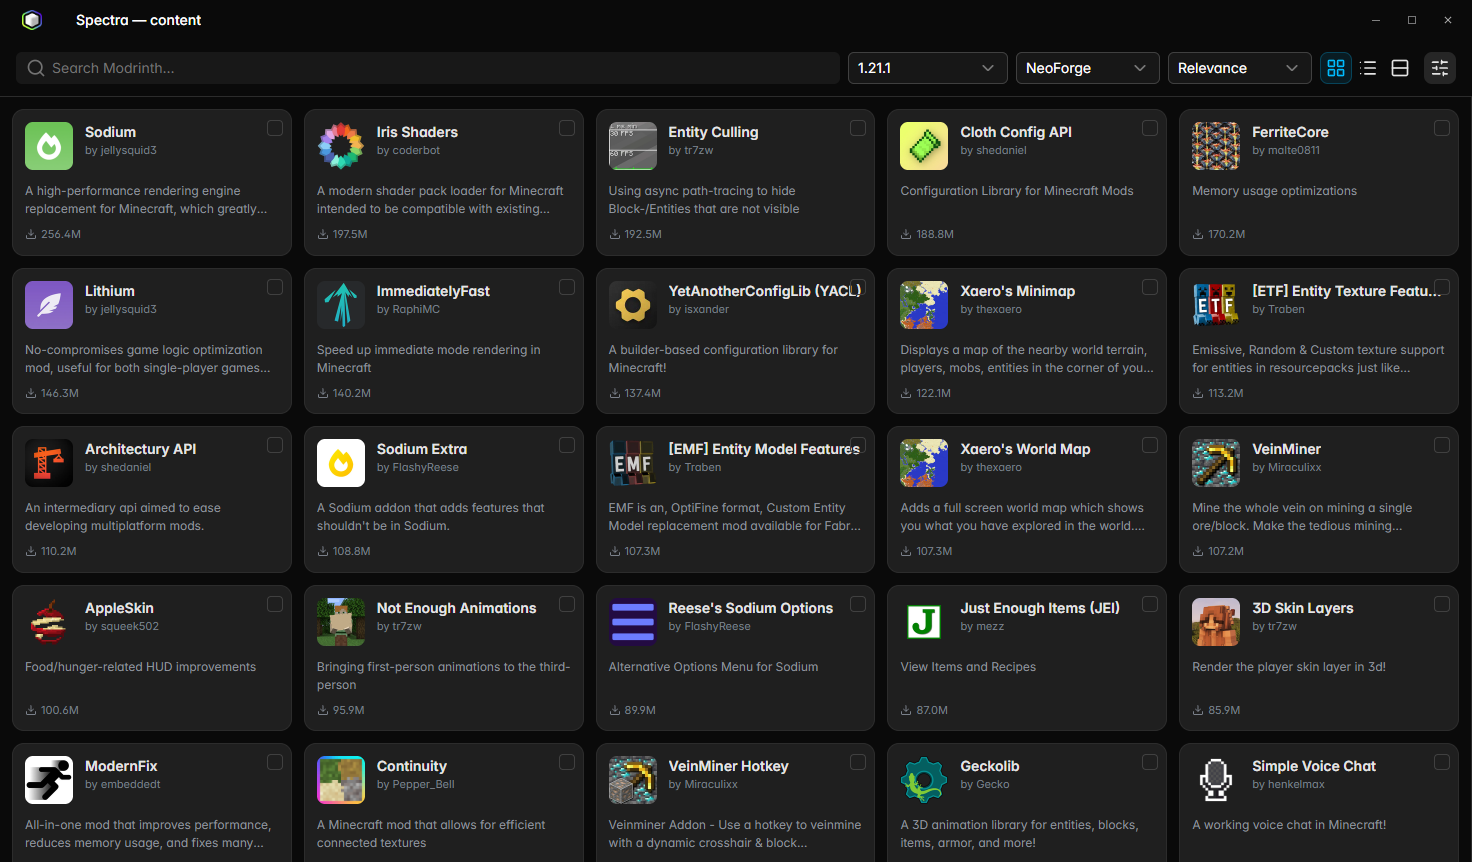 Spectra — content
Search Modrinth...
1.21.1
NeoForge
Relevance
Sodium
by jellysquid3
A high-performance rendering engine
replacement for Minecraft, which greatly...
256.4M
Iris Shaders
by coderbot
A modern shader pack loader for Minecraft
intended to be compatible with existing...
197.5M
30 FPS
60 FPS
Entity Culling
by tr7zw
Using async path-tracing to hide
Block-/Entities that are not visible
192.5M
Cloth Config API
by shedaniel
Configuration Library for Minecraft Mods
188.8M
FerriteCore
by malte0811
Memory usage optimizations
170.2M
Lithium
by jellysquid3
No-compromises game logic optimization
mod, useful for both single-player games...
146.3M
ImmediatelyFast
by RaphiMC
Speed up immediate mode rendering in
Minecraft
140.2M
YetAnotherConfigLib (YACL)
by isxander
A builder-based configuration library for
Minecraft!
137.4M
Xaero's Minimap
by thexaero
Displays a map of the nearby world terrain,
players, mobs, entities in the corner of you...
122.1M
ETF
[ETF] Entity Texture Featu...
by Traben
Emissive, Random & Custom texture support
for entities in resourcepacks just like...
113.2M
Architectury API
by shedaniel
An intermediary api aimed to ease
developing multiplatform mods.
110.2M
Sodium Extra
by FlashyReese
A Sodium addon that adds features that
shouldn't be in Sodium.
108.8M
EMF
[EMF] Entity Model Features
by Traben
EMF is an, OptiFine format, Custom Entity
Model replacement mod available for Fabr...
107.3M
Xaero's World Map
by thexaero
Adds a full screen world map which shows
you what you have explored in the world....
107.3M
VeinMiner
by Miraculixx
Mine the whole vein on mining a single
ore/block. Make the tedious mining...
107.2M
AppleSkin
by squeek502
Food/hunger-related HUD improvements
100.6M
Not Enough Animations
by tr7zw
Bringing first-person animations to the third-
person
95.9M
Reese's Sodium Options
by FlashyReese
Alternative Options Menu for Sodium
89.9M
J
Just Enough Items (JEI)
by mezz
View Items and Recipes
87.0M
3D Skin Layers
by tr7zw
Render the player skin layer in 3d!
85.9M
ModernFix
by embeddedt
All-in-one mod that improves performance,
reduces memory usage, and fixes many...
Continuity
by Pepper_Bell
A Minecraft mod that allows for efficient
connected textures
VeinMiner Hotkey
by Miraculixx
Veinminer Addon - Use a hotkey to veinmine
with a dynamic crosshair & block...
Geckolib
by Gecko
A 3D animation library for entities, blocks,
items, armor, and more!
Simple Voice Chat
by henkelmax
A working voice chat in Minecraft!